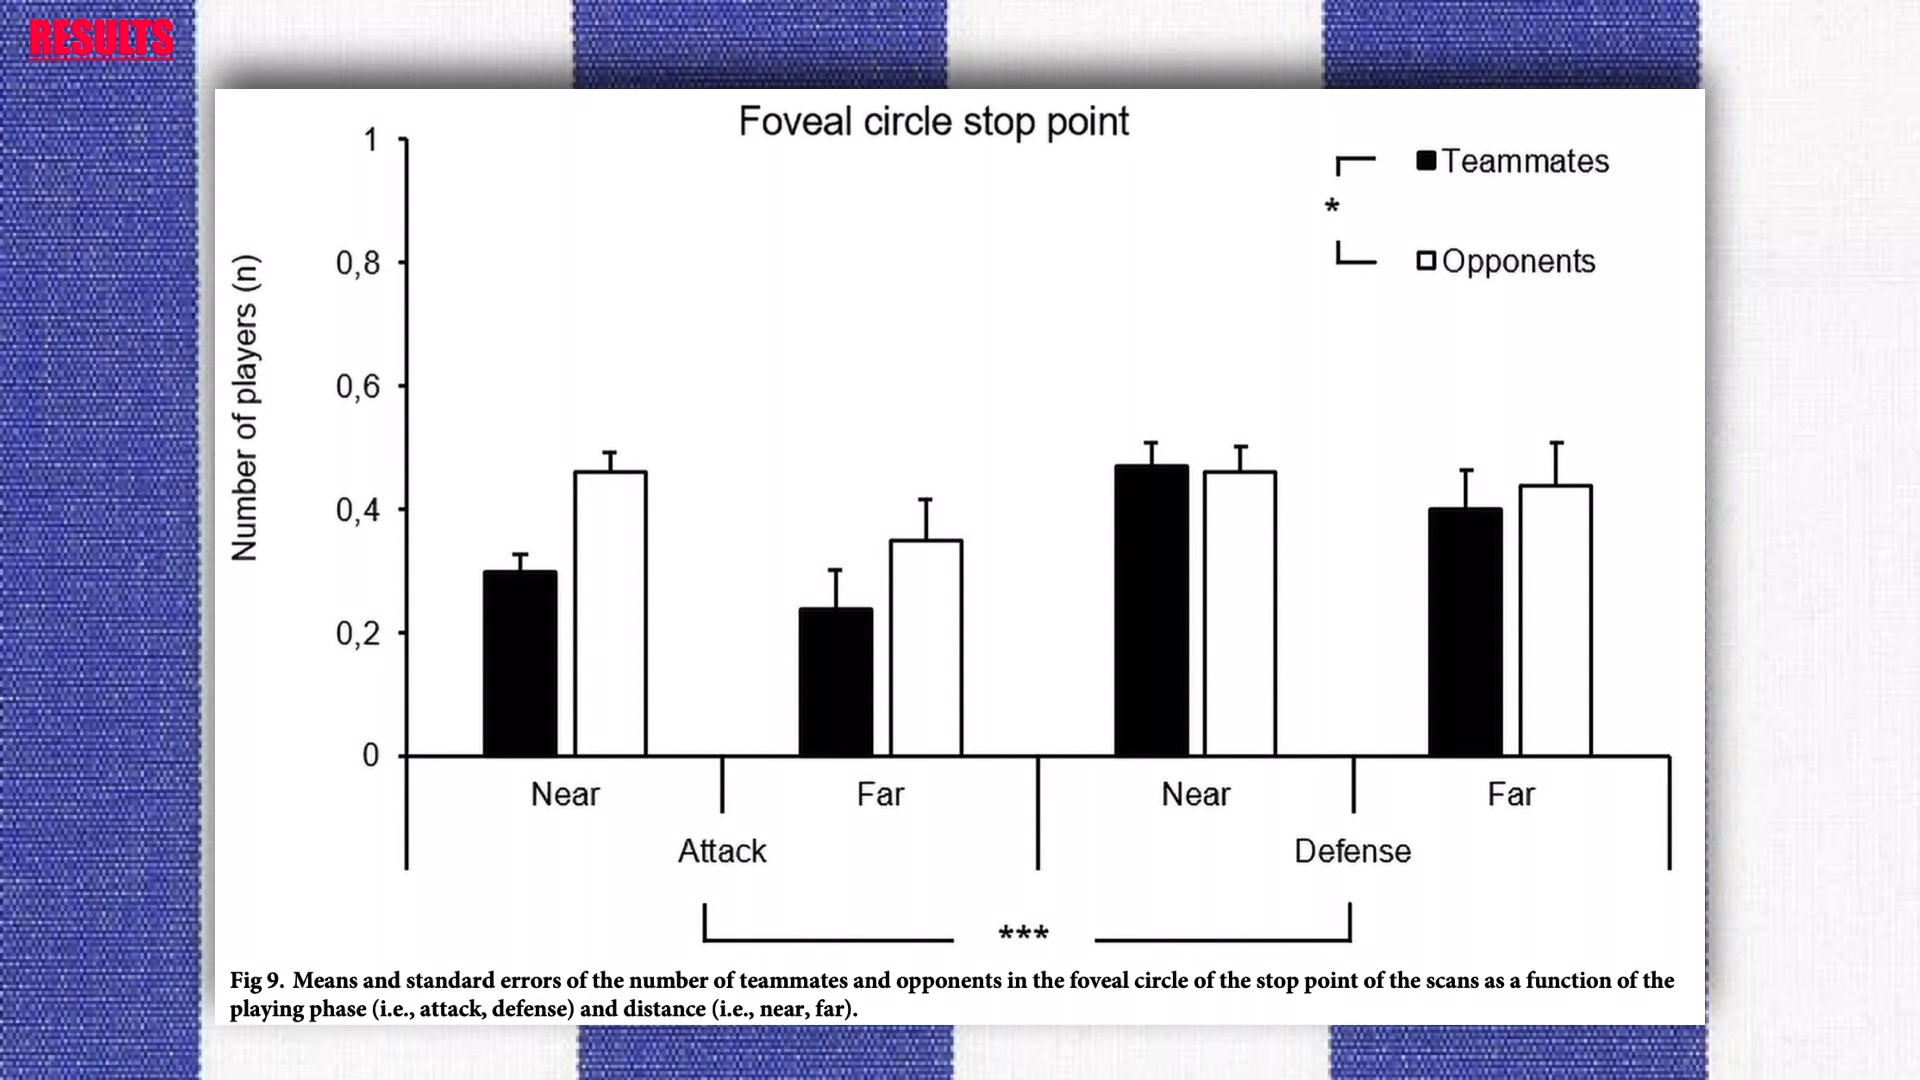 RESULTS
Foveal circle stop point
Number of players (n)
1
0,8
0,6
0,4
0,2
0
*
Teammates
Opponents
Near
Far
Near
Far
Attack
Defense
***
Fig 9. Means and standard errors of the number of teammates and opponents in the foveal circle of the stop point of the scans as a function of the
playing phase (i.e., attack, defense) and distance (i.e., near, far).